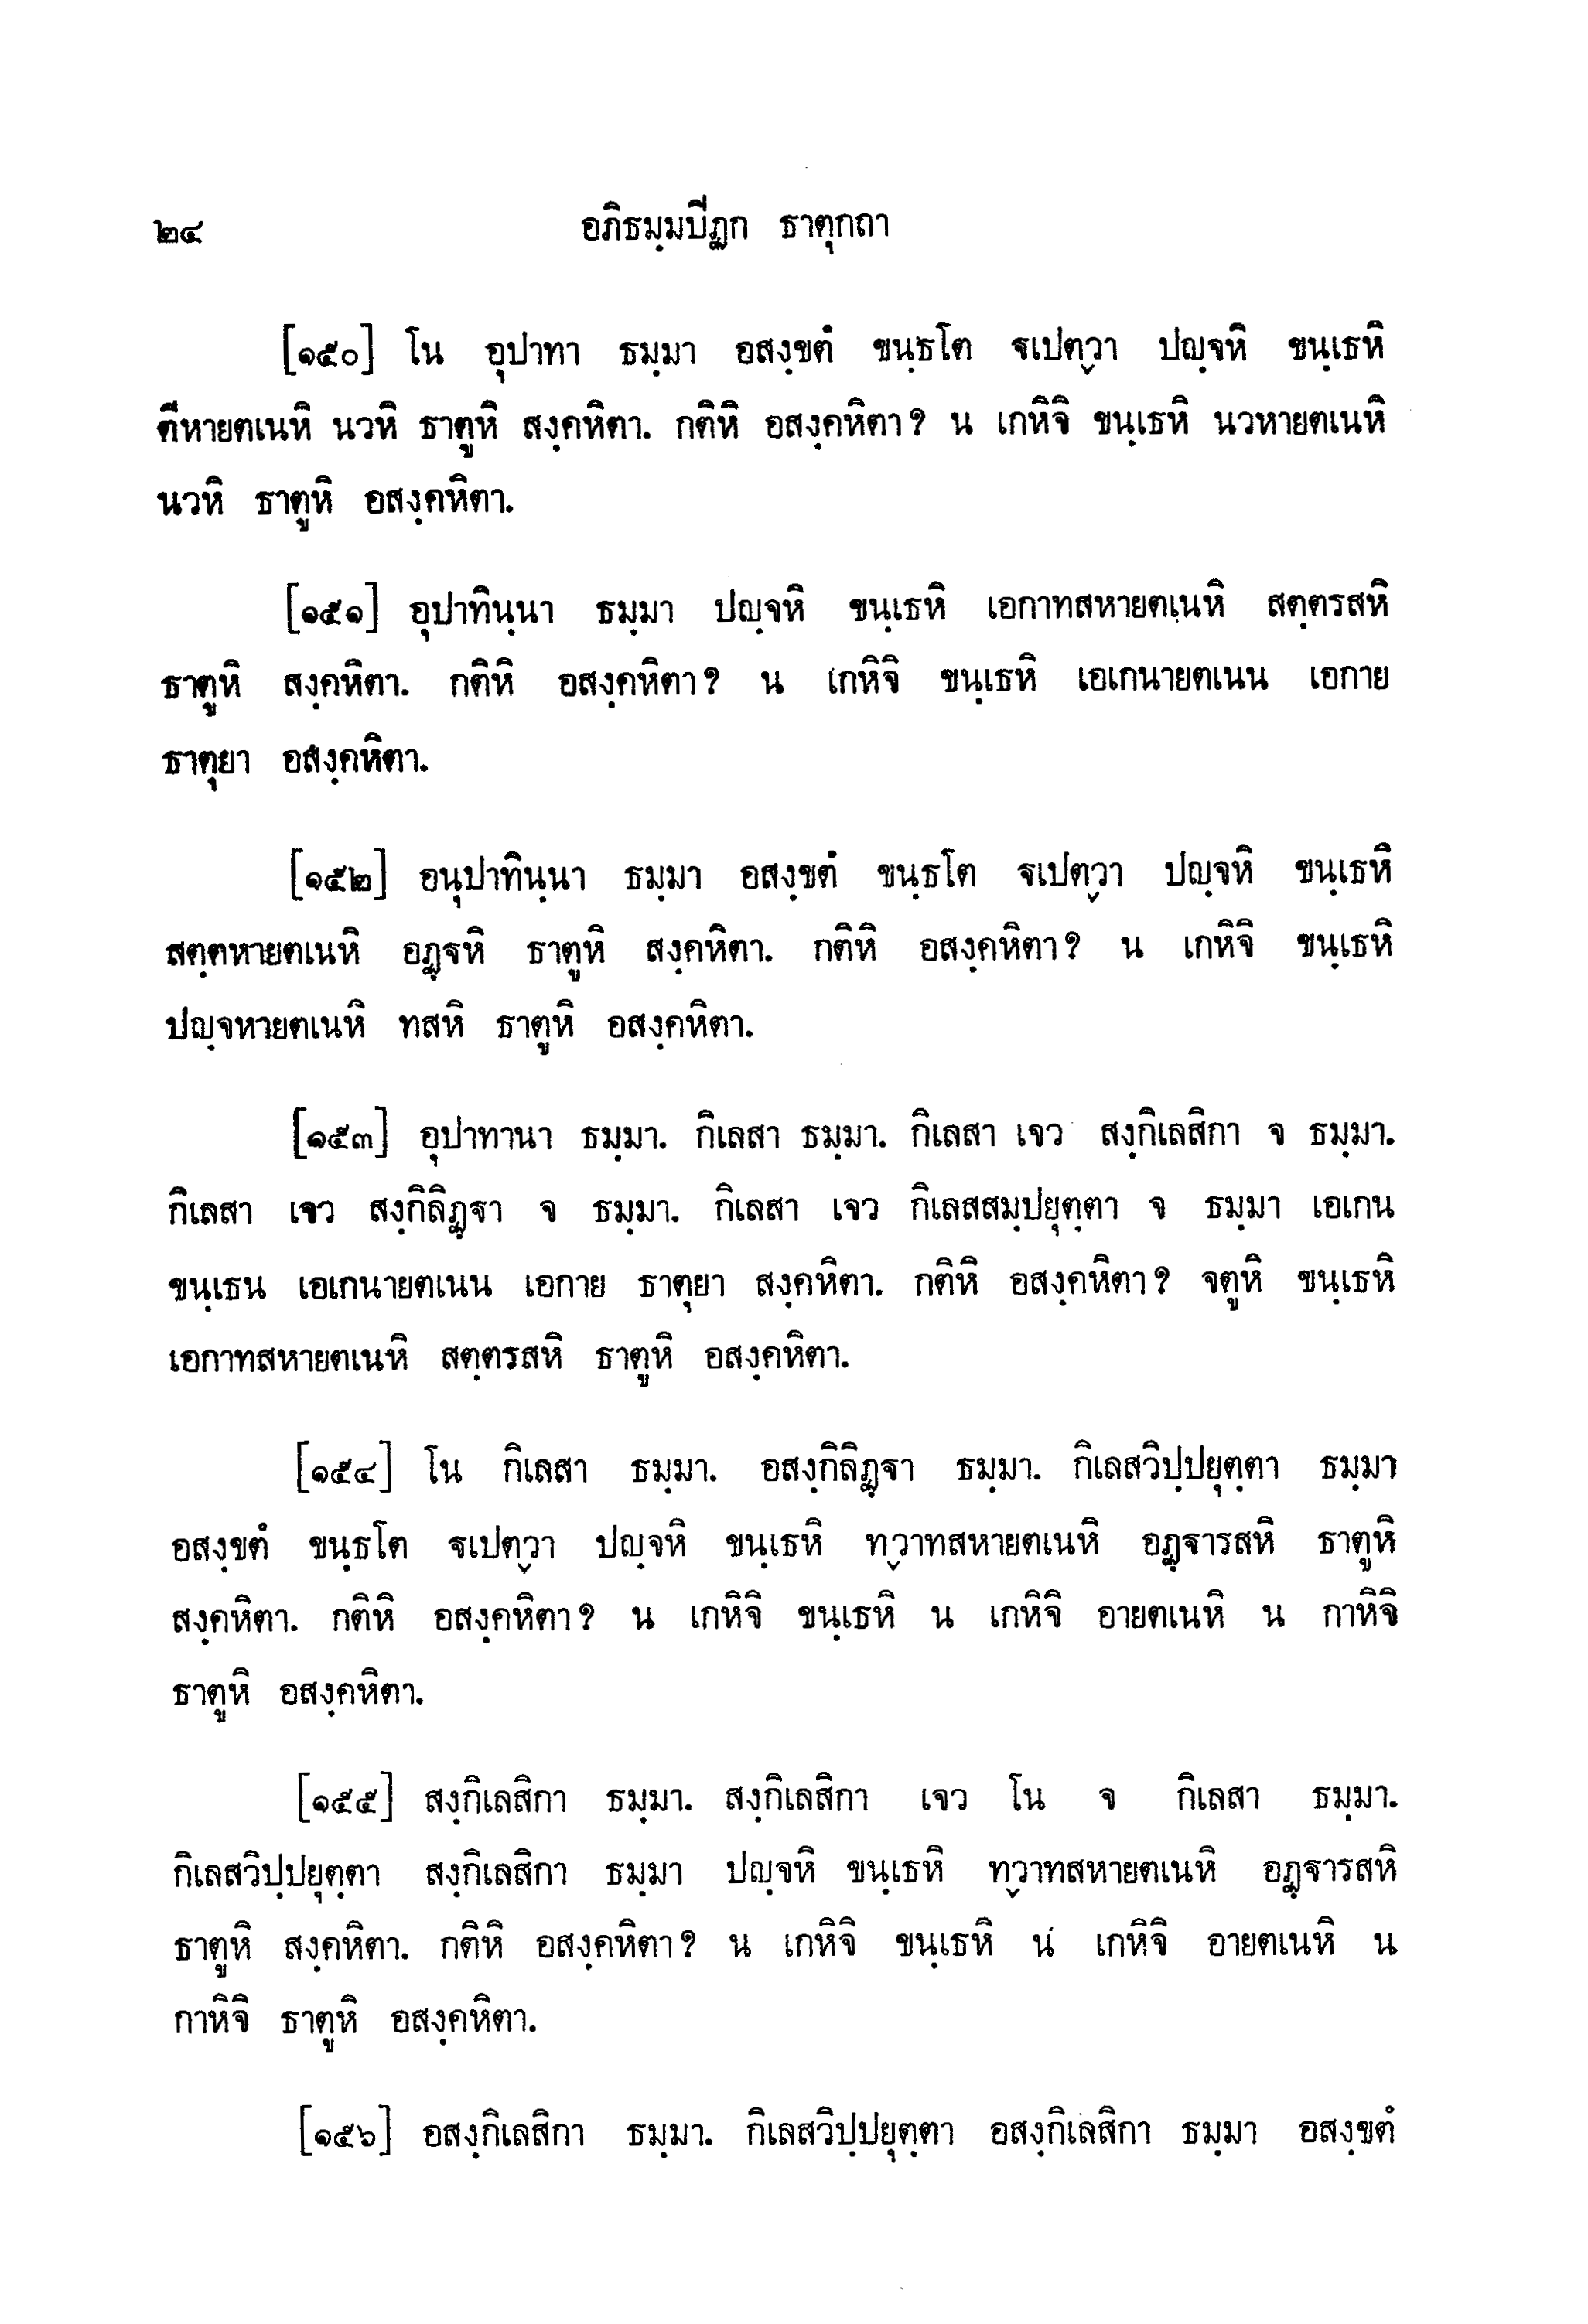 ๒๔ อภิธมฺมปีฏก ธาตุกถา
[๑๕๐] โน อุปาทา ธมฺมา อสงฺขตํ ขนฺธโต ฐเปตฺวา ปญฺจหิ ขนฺเธหิ
ตีหายตเนหิ นวหิ ธาตูหิ สงฺคหิตา. กติหิ อสงฺคหิตา? น เกหิจิ ขนฺเธหิ นวหายตเนหิ
นวหิ ธาตูหิ อสงฺคหิตา.
[๑๕๑] อุปาทินฺนา ธมฺมา ปญฺจหิ ขนฺเธหิ เอกาทสหายตเนหิ สตฺตรสหิ
ธาตูหิ สงฺคหิตา. กติหิ อสงฺคหิตา? น เกหิจิ ขนฺเธหิ เอเกนายตเนน เอกาย
ธาตุยา อสงฺคหิตา.
[๑๕๒] อนุปาทินฺนา ธมฺมา อสงฺขตํ ขนฺธโต ฐเปตฺวา ปญฺจหิ ขนฺเธหิ
สตฺตหายตเนหิ อฏฺฐหิ ธาตูหิ สงฺคหิตา. กติหิ อสงฺคหิตา? น เกหิจิ ขนฺเธหิ
ปญฺจหายตเนหิ ทสหิ ธาตูหิ อสงฺคหิตา.
[๑๕๓] อุปาทานา ธมฺมา. กิเลสา ธมฺมา. กิเลสา เจว สงฺกิเลสิกา จ ธมฺมา.
กิเลสา เจว สงฺกิลิฏฺฐา จ ธมฺมา. กิเลสา เจว กิเลสสมฺปยุตฺตา จ ธมฺมา เอเกน
ขนฺเธน เอเกนายตเนน เอกาย ธาตุยา สงฺคหิตา. กติหิ อสงฺคหิตา? จตูหิ ขนฺเธหิ
เอกาทสหายตเนหิ สตฺตรสหิ ธาตูหิ อสงฺคหิตา.
[๑๕๔] โน กิเลสา ธมฺมา. อสงฺกิลิฏฺฐา ธมฺมา. กิเลสวิปฺปยุตฺตา ธมฺมา
อสงฺขตํ ขนฺธโต ฐเปตฺวา ปญฺจหิ ขนฺเธหิ ทฺวาทสหายตเนหิ อฏฺฐารสหิ ธาตูหิ
สงฺคหิตา. กติหิ อสงฺคหิตา? น เกหิจิ ขนฺเธหิ น เกหิจิ อายตเนหิ น กาหิจิ
ธาตูหิ อสงฺคหิตา.
[๑๕๕] สงฺกิเลสิกา ธมฺมา. สงฺกิเลสิกา เจว โน จ กิเลสา ธมฺมา.
กิเลสวิปฺปยุตฺตา สงฺกิเลสิกา ธมฺมา ปญฺจหิ ขนฺเธหิ ทฺวาทสหายตเนหิ อฏฺฐารสหิ
ธาตูหิ สงฺคหิตา. กติหิ อสงฺคหิตา? น เกหิจิ ขนฺเธหิ น เกหิจิ อายตเนหิ น
กาหิจิ ธาตูหิ อสงฺคหิตา.
[๑๕๖] อสงฺกิเลสิกา ธมฺมา. กิเลสวิปฺปยุตฺตา อสงฺกิเลสิกา ธมฺมา อสงฺขตํ